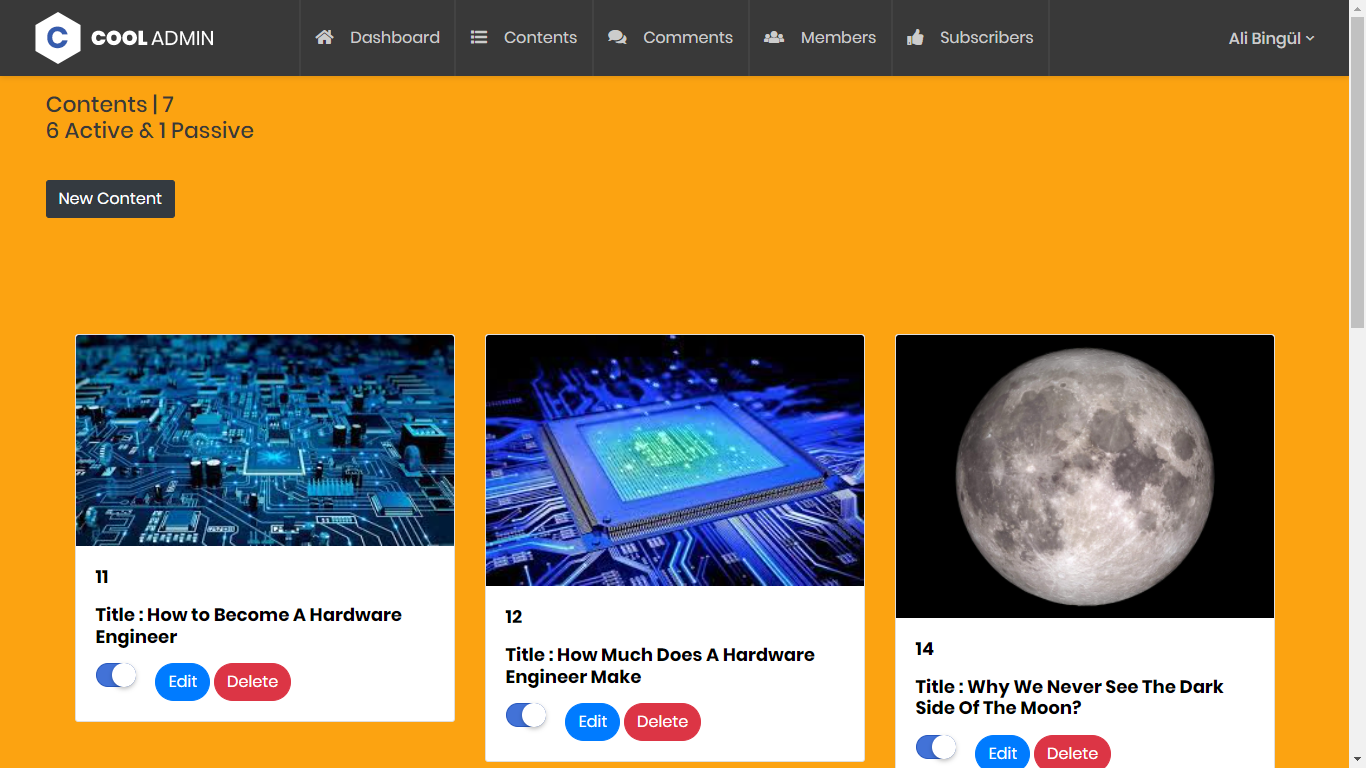 C COOL ADMIN
Dashboard
Contents
Comments
Members
Subscribers
Ali Bingül
Contents | 7
6 Active & 1 Passive
New Content
11
Title : How to Become A Hardware
Engineer
Edit
Delete
12
Title : How Much Does A Hardware
Engineer Make
Edit
Delete
14
Title : Why We Never See The Dark
Side Of The Moon?
Edit
Delete